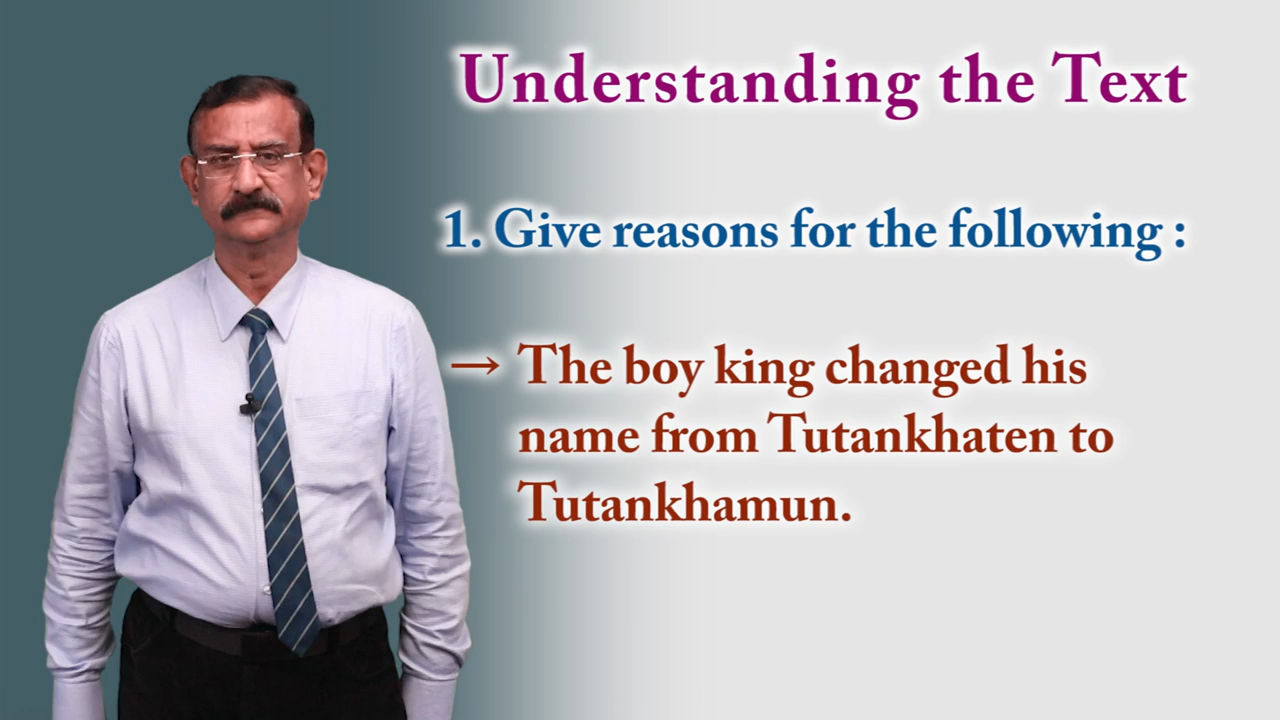 Understanding the Text
1. Give reasons for the following :
→ The boy king changed his
name from Tutankhaten to
Tutankhamun.